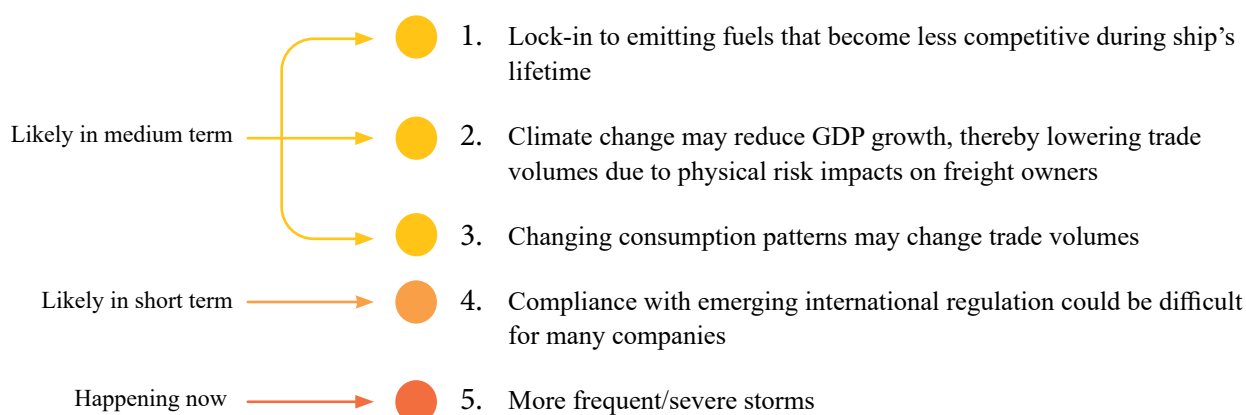 1. Lock-in to emitting fuels that become less competitive during ship’s
lifetime
Likely in medium term
2. Climate change may reduce GDP growth, thereby lowering trade
volumes due to physical risk impacts on freight owners
3. Changing consumption patterns may change trade volumes
Likely in short term
4. Compliance with emerging international regulation could be difficult
for many companies
Happening now
5. More frequent/severe storms